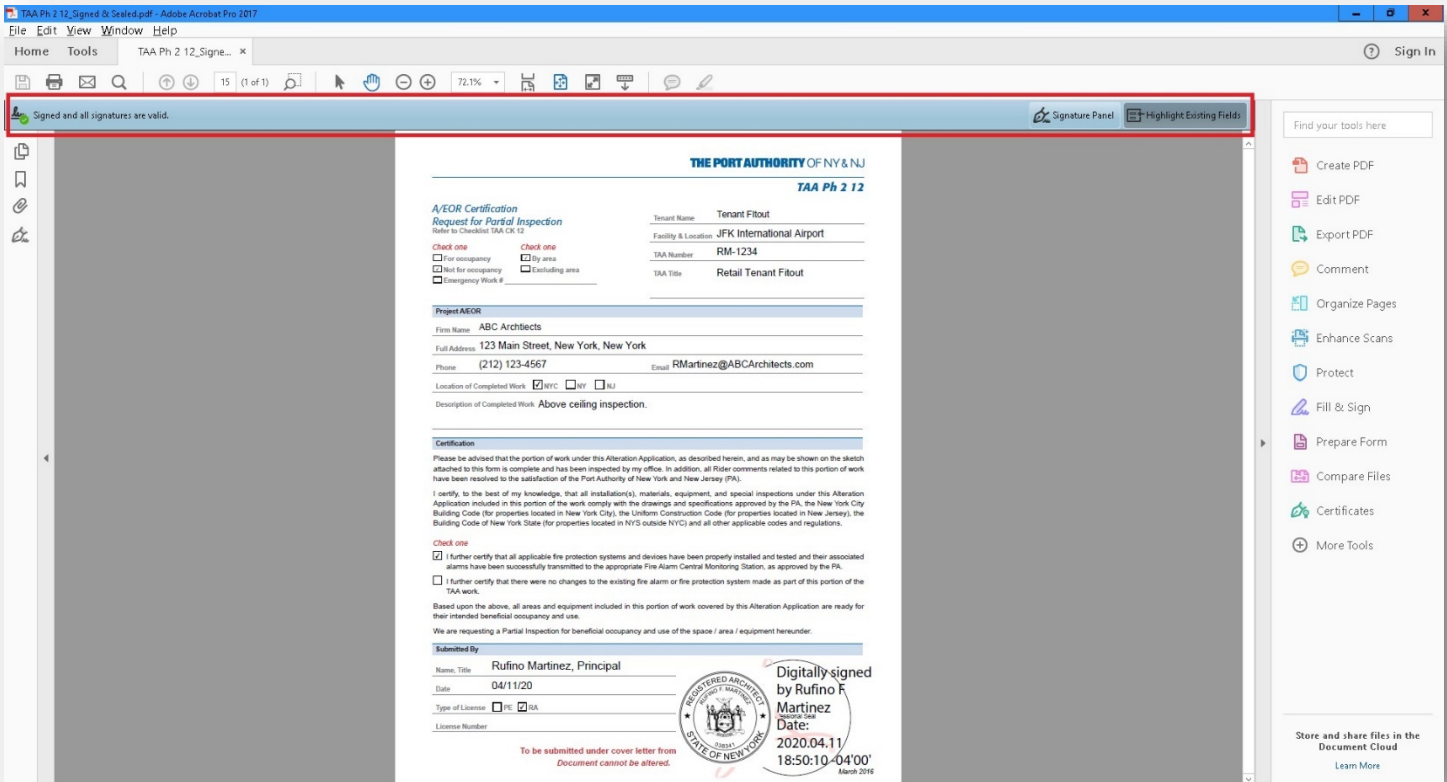 TAA Ph 2 12_Signed & Sealed.pdf - Adobe Acrobat Pro 2017
File Edit View Window Help
Home Tools TAA Ph 2 12_Signe... × Sign In
15 (1 of 1) 72.1%
Signed and all signatures are valid. Signature Panel Highlight Existing Fields
THE PORT AUTHORITY OF NY & NJ
TAA Ph 2 12
A/EOR Certification
Request for Partial Inspection
Refer to Checklist TAA CK 12
Check one Check one
For occupancy By area
Not for occupancy Excluding area
Emergency Work #
Tenant Name Tenant Fitout
Facility & Location JFK International Airport
TAA Number RM-1234
TAA Title Retail Tenant Fitout
Project A/EOR
Firm Name ABC Archtiects
Full Address 123 Main Street, New York, New York
Phone (212) 123-4567 Email RMartinez@ABCArchitects.com
Location of Completed Work NYC NY NJ
Description of Completed Work Above ceiling inspection.
Certification
Please be advised that the portion of work under this Alteration Application, as described herein, and as may be shown on the sketch
attached to this form is complete and has been inspected by my office. In addition, all Rider comments related to this portion of work
have been resolved to the satisfaction of the Port Authority of New York and New Jersey (PA).
I certify, to the best of my knowledge, that all installation(s), materials, equipment, and special inspections under this Alteration
Application included in this portion of the work comply with the drawings and specifications approved by the PA, the New York City
Building Code (for properties located in New York City), the Uniform Construction Code (for properties located in New Jersey), the
Building Code of New York State (for properties located in NYS outside NYC) and all other applicable codes and regulations.
Check one
I further certify that all applicable fire protection systems and devices have been properly installed and tested and their associated
alarms have been successfully transmitted to the appropriate Fire Alarm Central Monitoring Station, as approved by the PA.
I further certify that there were no changes to the existing fire alarm or fire protection system made as part of this portion of the
TAA work.
Based upon the above, all areas and equipment included in this portion of work covered by this Alteration Application are ready for
their intended beneficial occupancy and use.
We are requesting a Partial Inspection for beneficial occupancy and use of the space / area / equipment hereunder.
Submitted By
Name, Title Rufino Martinez, Principal
Date 04/11/20
Type of License PE RA
License Number
To be submitted under cover letter from
Document cannot be altered.
REGISTERED ARCHITECT
RUFINO F. MARTINEZ
038341
STATE OF NEW YORK
Digitally signed
by Rufino F
Martinez
Date:
2020.04.11
18:50:10 -04'00'
March 2016
Find your tools here
Create PDF
Edit PDF
Export PDF
Comment
Organize Pages
Enhance Scans
Protect
Fill & Sign
Prepare Form
Compare Files
Certificates
More Tools
Store and share files in the
Document Cloud
Learn More